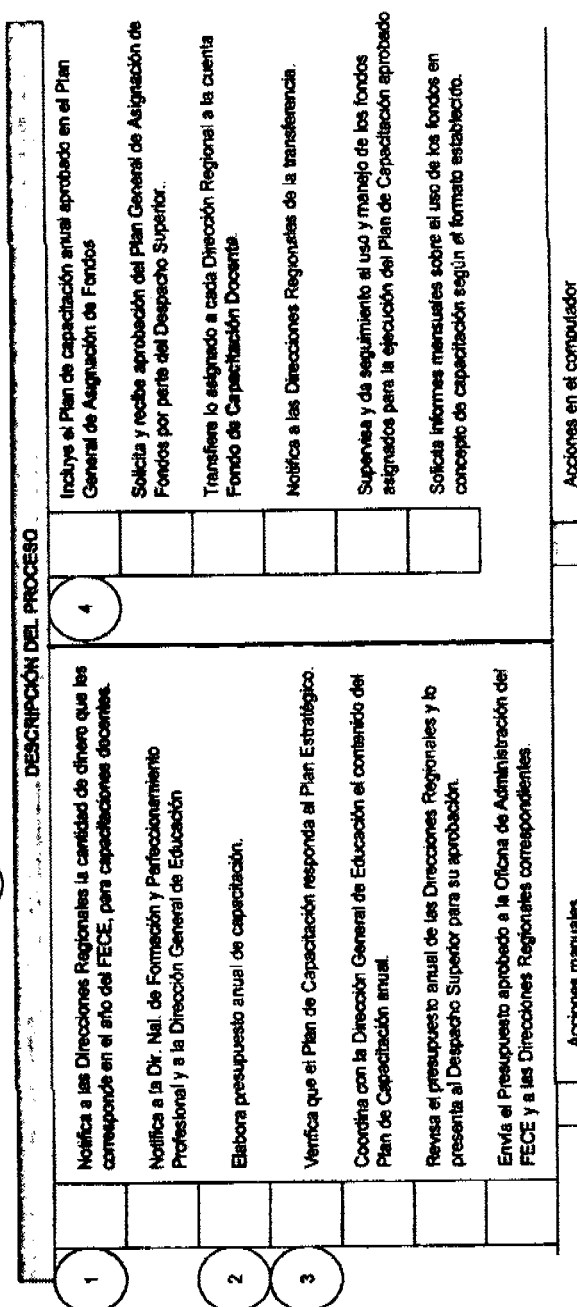 DESCRIPCIÓN DEL PROCESO
1
Notifica a las Direcciones Regionales la cantidad de dinero que les
corresponde en el año del FECE, para capacitaciones docentes.
Notifica a la Dir. Nal. de Formación y Perfeccionamiento
Profesional y a la Dirección General de Educación
2
Elabora presupuesto anual de capacitación.
3
Verifica que el Plan de Capacitación responda al Plan Estratégico.
Coordina con la Dirección General de Educación el contenido del
Plan de Capacitación anual.
Revisa el presupuesto anual de las Direcciones Regionales y lo
presenta al Despacho Superior para su aprobación.
Envía el Presupuesto aprobado a la Oficina de Administración del
FECE y a las Direcciones Regionales correspondientes.
4
Incluye el Plan de capacitación anual aprobado en el Plan
General de Asignación de Fondos
Solicita y recibe aprobación del Plan General de Asignación de
Fondos por parte del Despacho Superior.
Transfiere lo asignado a cada Dirección Regional a la cuenta
Fondo de Capacitación Docente.
Notifica a las Direcciones Regionales de la transferencia.
Supervisa y da seguimiento al uso y manejo de los fondos
asignados para la ejecución del Plan de Capacitación aprobado
Solicita informes mensuales sobre el uso de los fondos en
concepto de capacitación según el formato establecido.
Acciones manuales
Acciones en el computador